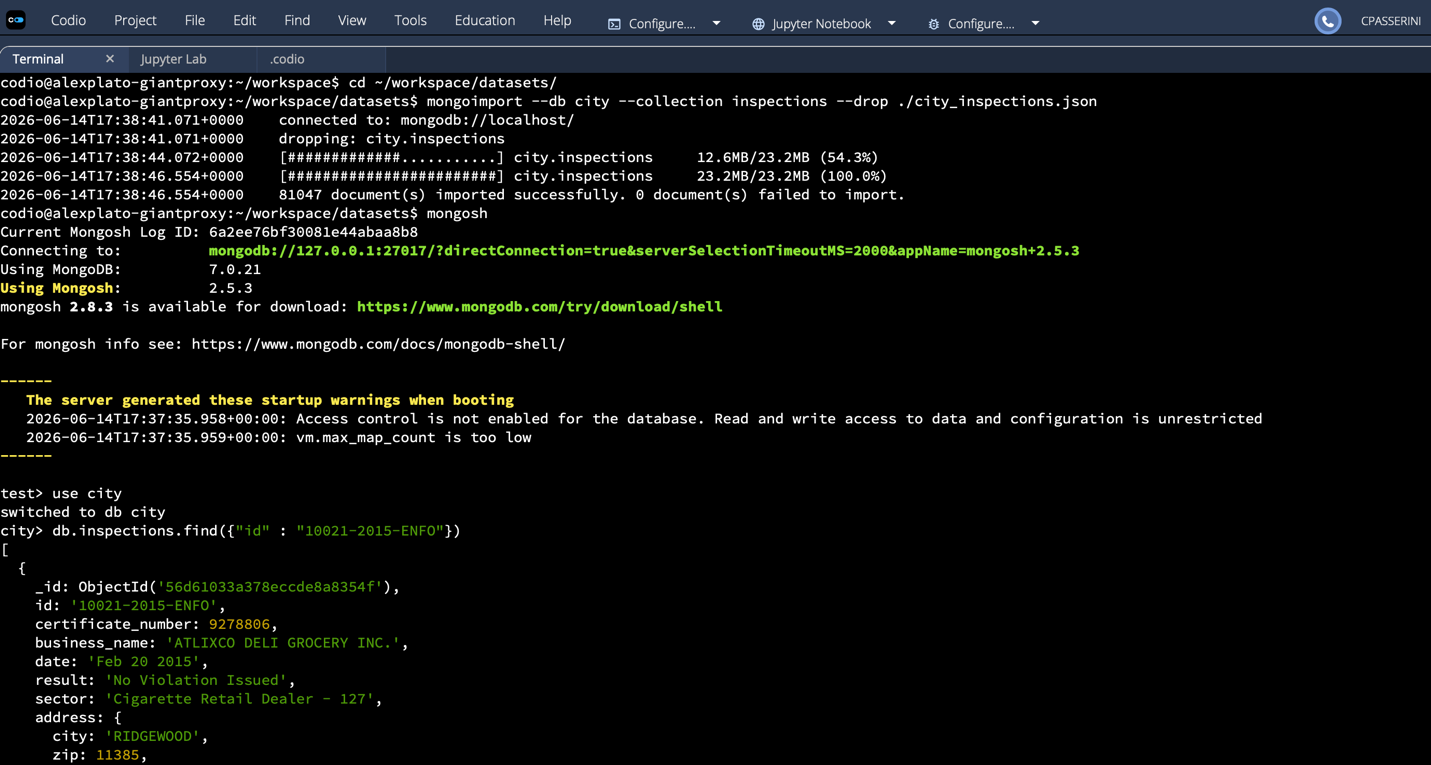 Codio Project File Edit Find View Tools Education Help Configure.... Jupyter Notebook Configure.... CPASSERINI
Terminal × Jupyter Lab .codio
codio@alexplato-giantproxy:~/workspace$ cd ~/workspace/datasets/
codio@alexplato-giantproxy:~/workspace/datasets$ mongoimport --db city --collection inspections --drop ./city_inspections.json
2026-06-14T17:38:41.071+0000    connected to: mongodb://localhost/
2026-06-14T17:38:41.071+0000    dropping: city.inspections
2026-06-14T17:38:44.072+0000    [#############...........] city.inspections     12.6MB/23.2MB (54.3%)
2026-06-14T17:38:46.554+0000    [########################] city.inspections     23.2MB/23.2MB (100.0%)
2026-06-14T17:38:46.554+0000    81047 document(s) imported successfully. 0 document(s) failed to import.
codio@alexplato-giantproxy:~/workspace/datasets$ mongosh
Current Mongosh Log ID: 6a2ee76bf30081e44abaa8b8
Connecting to:          mongodb://127.0.0.1:27017/?directConnection=true&serverSelectionTimeoutMS=2000&appName=mongosh+2.5.3
Using MongoDB:          7.0.21
Using Mongosh:          2.5.3
mongosh 2.8.3 is available for download: https://www.mongodb.com/try/download/shell
For mongosh info see: https://www.mongodb.com/docs/mongodb-shell/
------
   The server generated these startup warnings when booting
   2026-06-14T17:37:35.958+00:00: Access control is not enabled for the database. Read and write access to data and configuration is unrestricted
   2026-06-14T17:37:35.959+00:00: vm.max_map_count is too low
------
test> use city
switched to db city
city> db.inspections.find({"id" : "10021-2015-ENFO"})
[
  {
    _id: ObjectId('56d61033a378eccde8a8354f'),
    id: '10021-2015-ENFO',
    certificate_number: 9278806,
    business_name: 'ATLIXCO DELI GROCERY INC.',
    date: 'Feb 20 2015',
    result: 'No Violation Issued',
    sector: 'Cigarette Retail Dealer - 127',
    address: {
      city: 'RIDGEWOOD',
      zip: 11385,